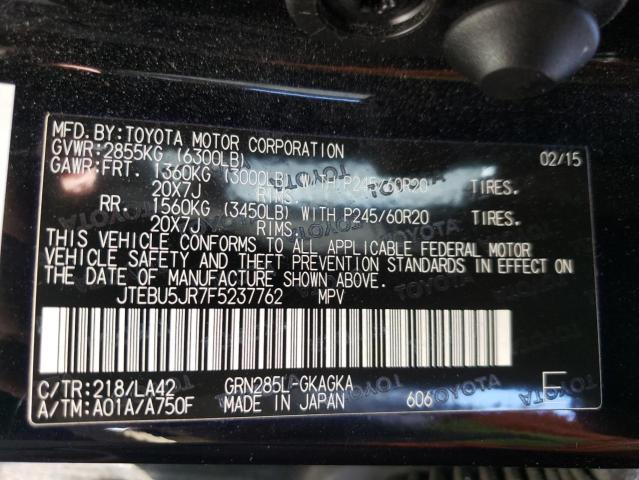 MFD.BY:TOYOTA MOTOR CORPORATION 02/15
GVWR:2855KG (6300LB)
GAWR:FRT. 1360KG (3000LB) WITH P245/60R20 TIRES.
20X7J RIMS.
RR. 1560KG (3450LB) WITH P245/60R20 TIRES.
20X7J RIMS.
THIS VEHICLE CONFORMS TO ALL APPLICABLE FEDERAL MOTOR
VEHICLE SAFETY AND THEFT PREVENTION STANDARDS IN EFFECT ON
THE DATE OF MANUFACTURE SHOWN ABOVE.
JTEBU5JR7F5237762 MPV
C/TR:218/LA42 GRN285L-GKAGKA
A/TM:A01A/A750F MADE IN JAPAN 606 E